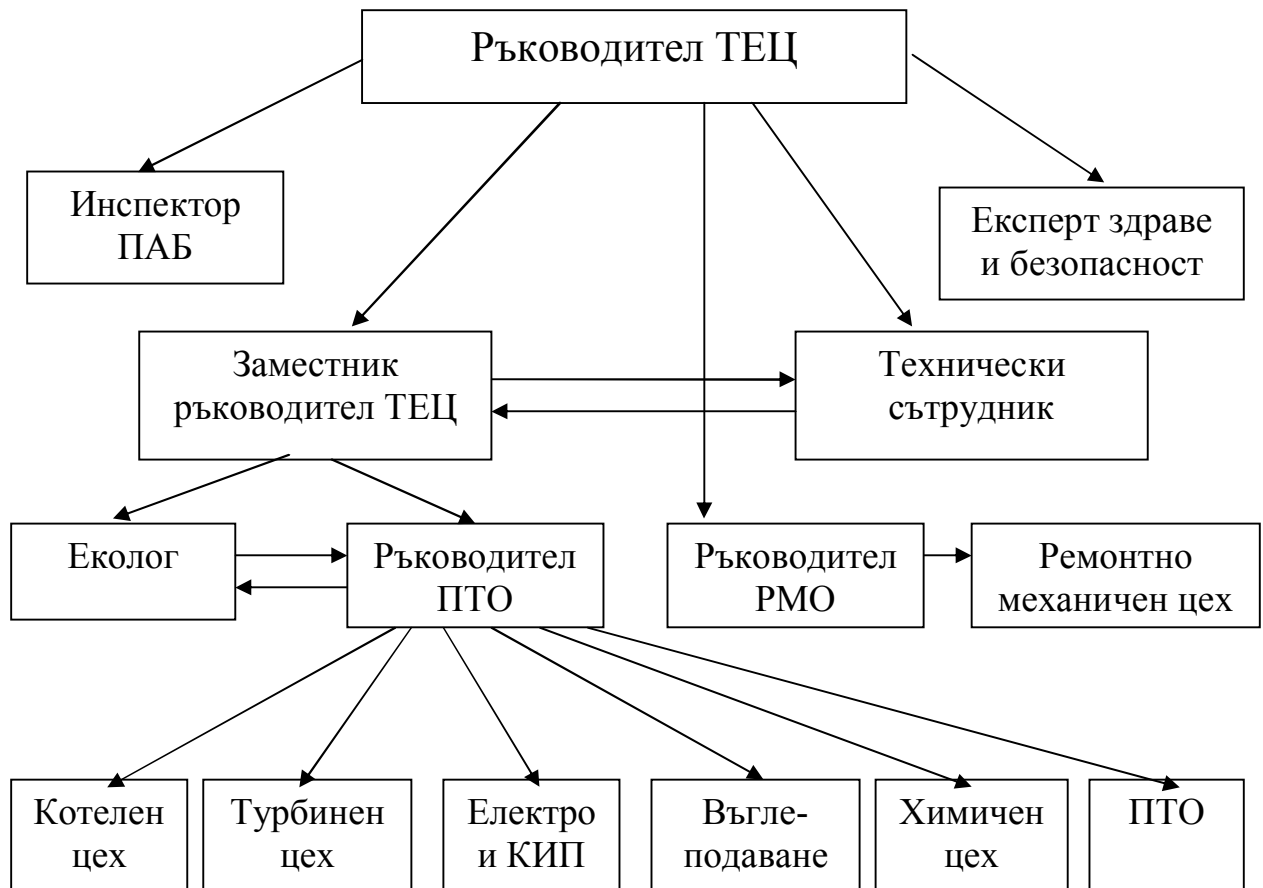 Ръководител ТЕЦ
Инспектор
ПАБ
Експерт здраве
и безопасност
Заместник
ръководител ТЕЦ
Технически
сътрудник
Еколог
Ръководител
ПТО
Ръководител
РМО
Ремонтно
механичен цех
Котелен
цех
Турбинен
цех
Електро
и КИП
Въгле-
подаване
Химичен
цех
ПТО